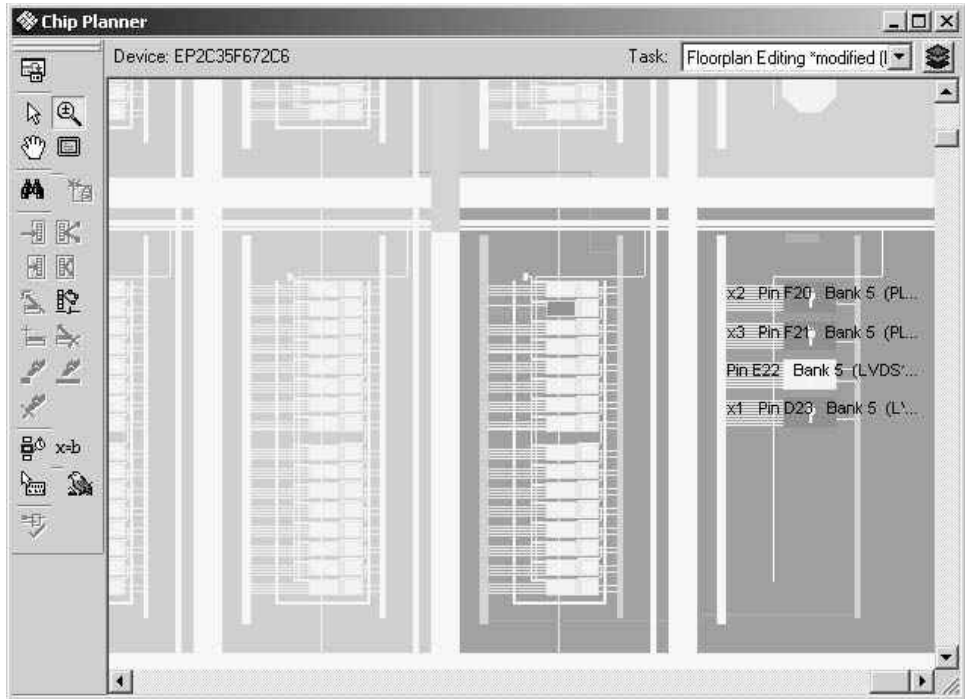 Chip Planner
Device: EP2C35F672C6 Task: Floorplan Editing *modified (
x=b
x2 Pin F20 Bank 5 (PL...
x3 Pin F21 Bank 5 (PL...
Pin E22 Bank 5 (LVDS...
x1 Pin D23 Bank 5 (L...